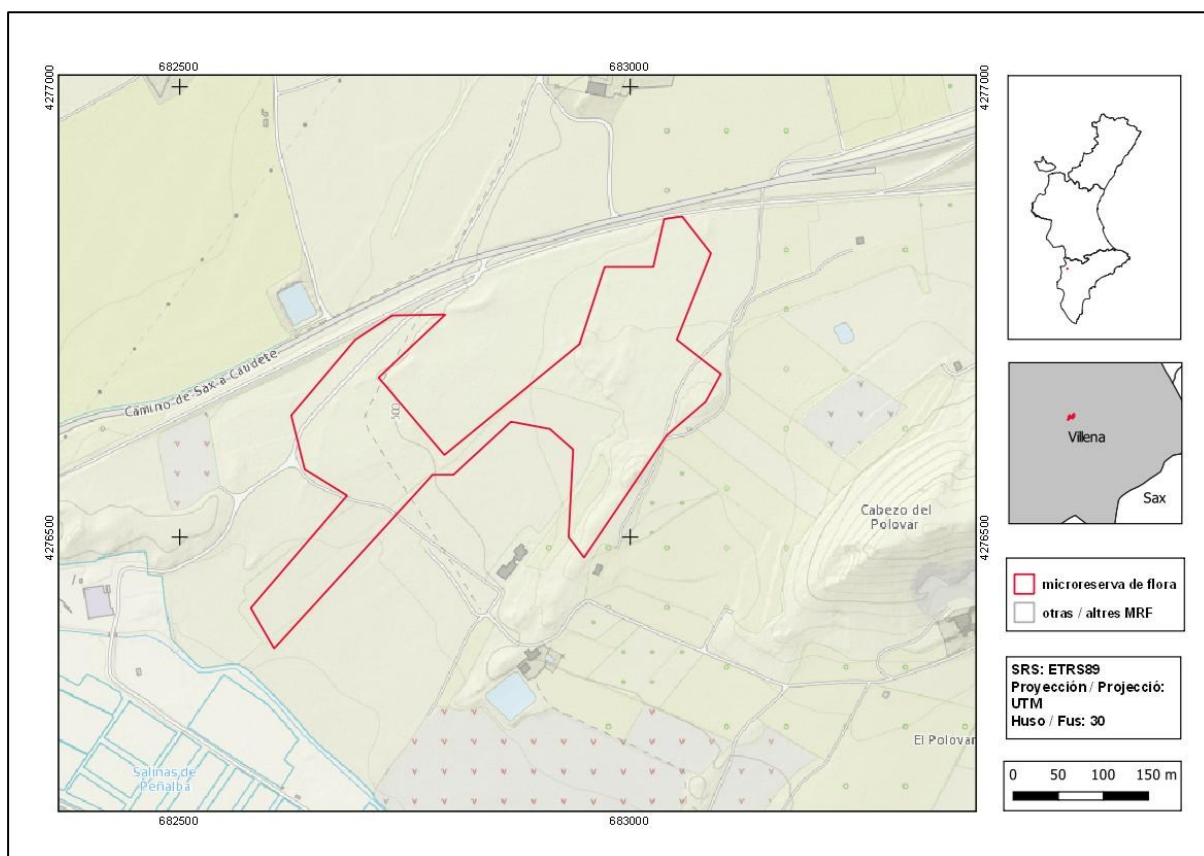 682500
683000
4277000
4277000
Camino de Sax a Caudete
500
Cabezo del
Polovar
4276500
4276500
El Polovar
Salinas de
Peñalba
682500
683000
Villena
Sax
microreserva de flora
otras / altres MRF
SRS: ETRS89
Proyección / Projecció:
UTM
Huso / Fus: 30
0 50 100 150 m